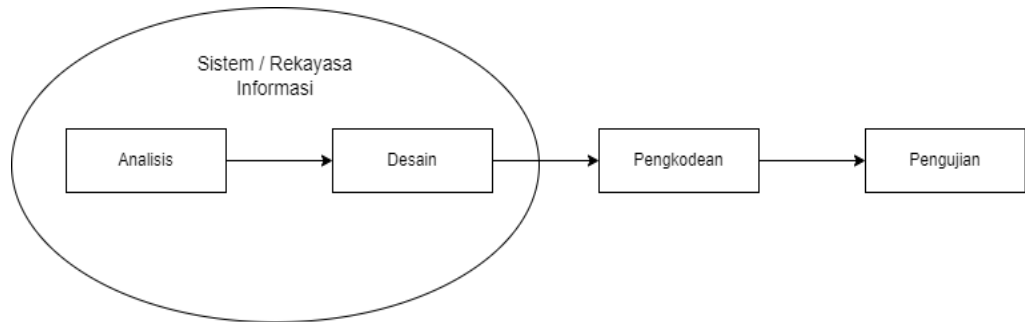 Sistem / Rekayasa
Informasi
Analisis
Desain
Pengkodean
Pengujian